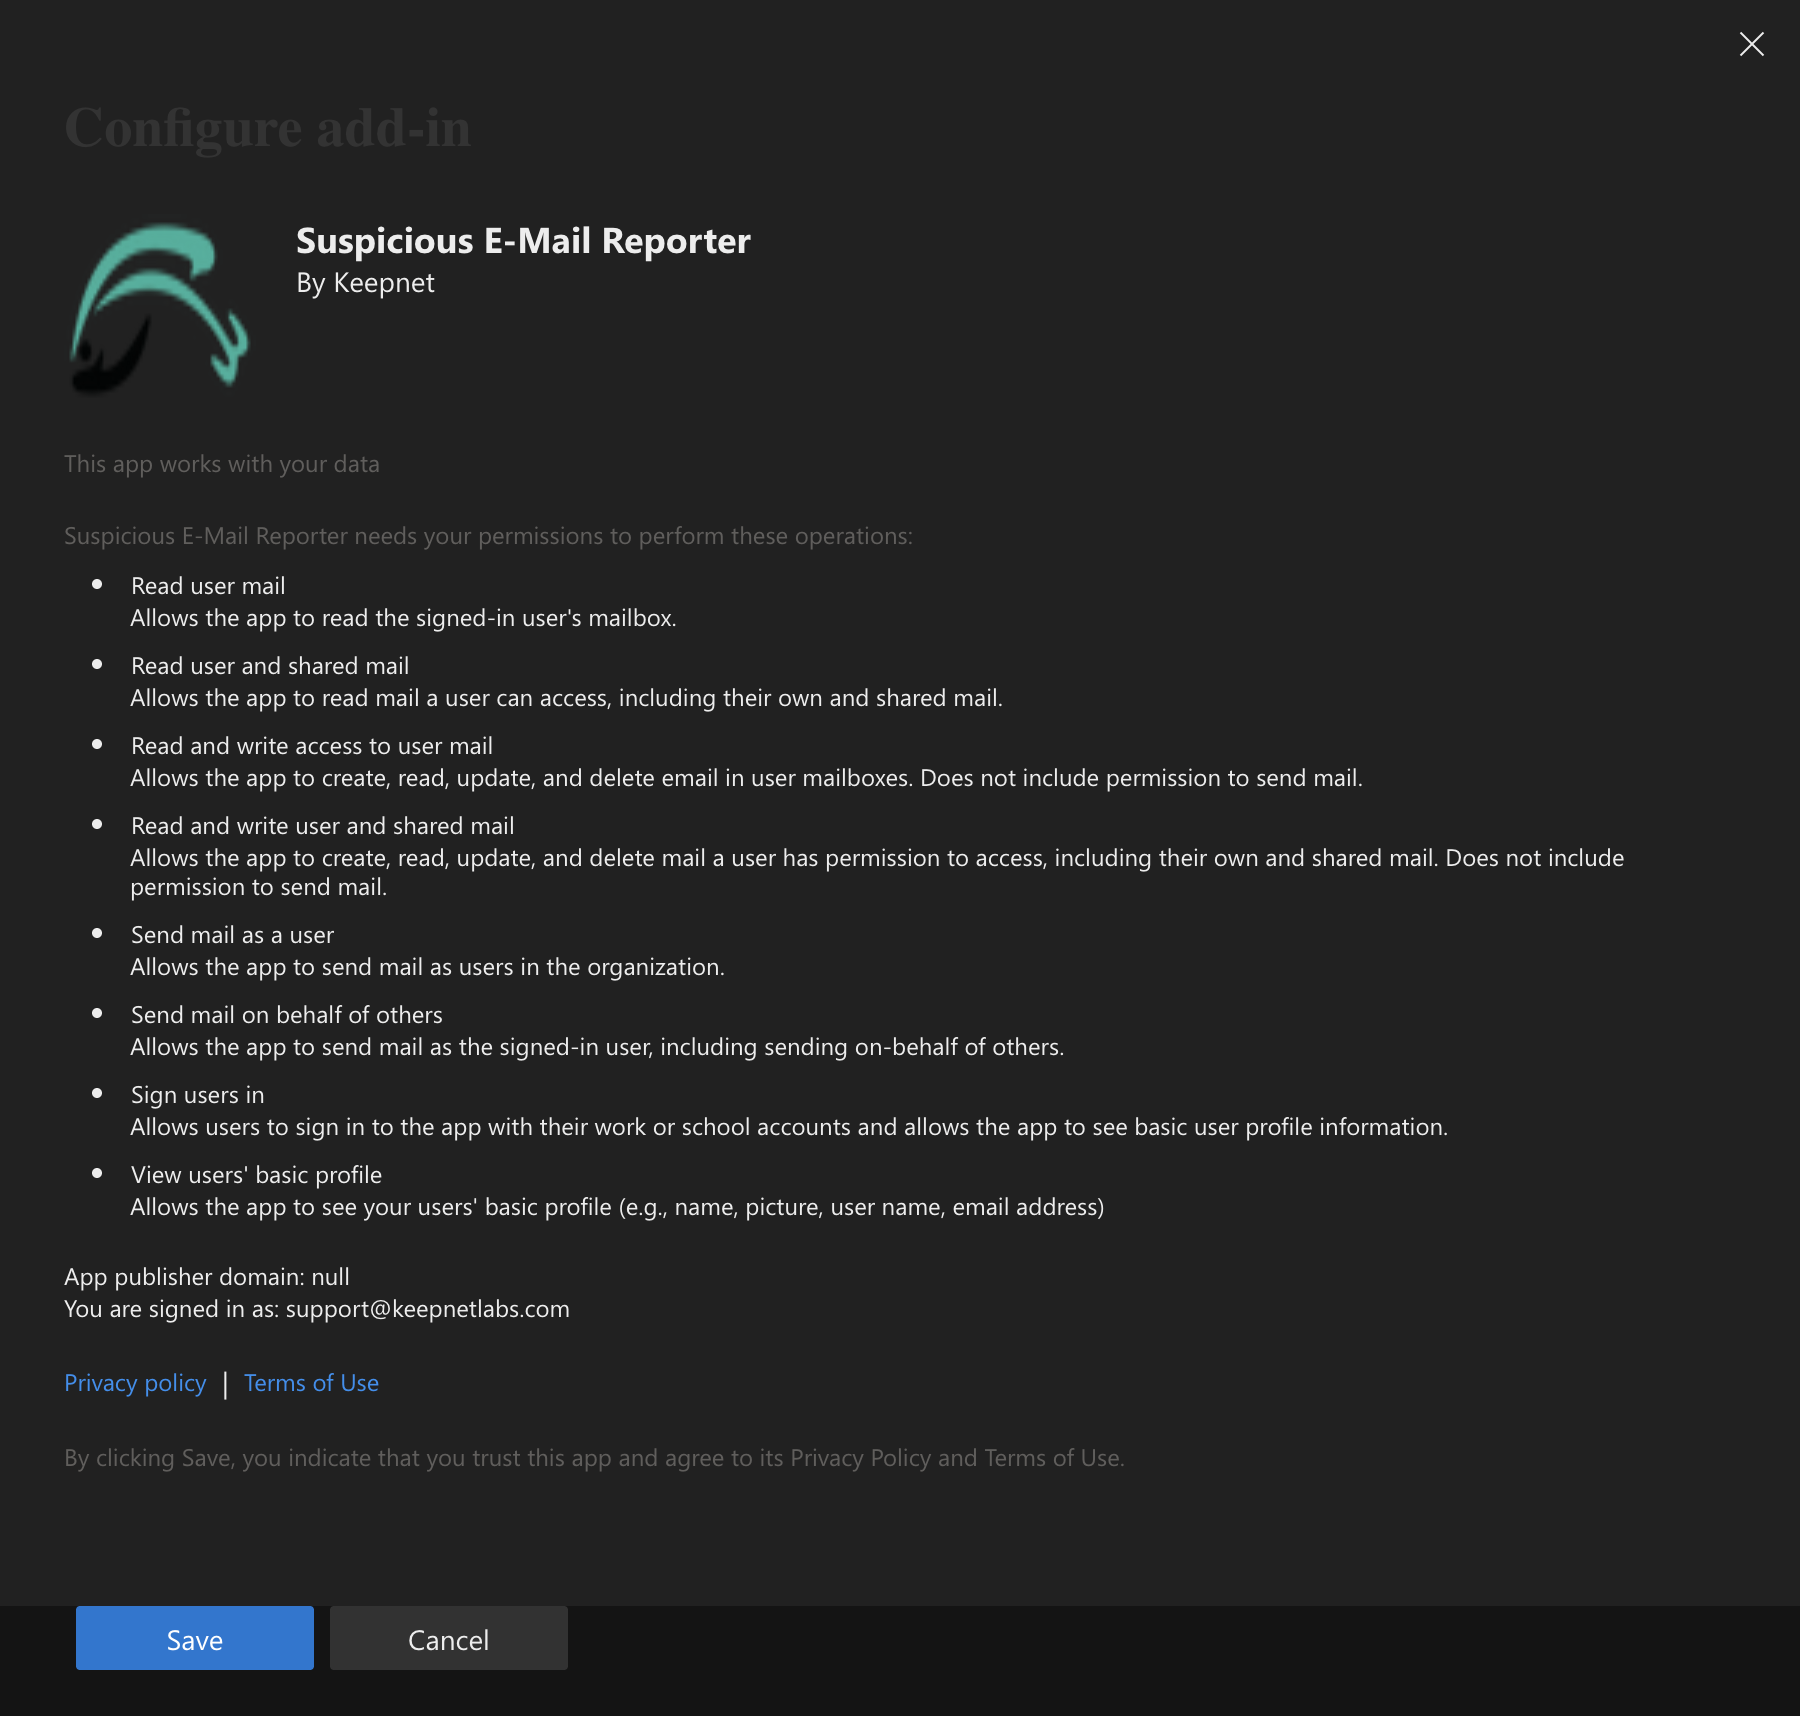 Configure add-in
Suspicious E-Mail Reporter
By Keepnet
This app works with your data
Suspicious E-Mail Reporter needs your permissions to perform these operations:
Read user mail
Allows the app to read the signed-in user's mailbox.
Read user and shared mail
Allows the app to read mail a user can access, including their own and shared mail.
Read and write access to user mail
Allows the app to create, read, update, and delete email in user mailboxes. Does not include permission to send mail.
Read and write user and shared mail
Allows the app to create, read, update, and delete mail a user has permission to access, including their own and shared mail. Does not include
permission to send mail.
Send mail as a user
Allows the app to send mail as users in the organization.
Send mail on behalf of others
Allows the app to send mail as the signed-in user, including sending on-behalf of others.
Sign users in
Allows users to sign in to the app with their work or school accounts and allows the app to see basic user profile information.
View users' basic profile
Allows the app to see your users' basic profile (e.g., name, picture, user name, email address)
App publisher domain: null
You are signed in as: support@keepnetlabs.com
Privacy policy | Terms of Use
By clicking Save, you indicate that you trust this app and agree to its Privacy Policy and Terms of Use.
Save Cancel